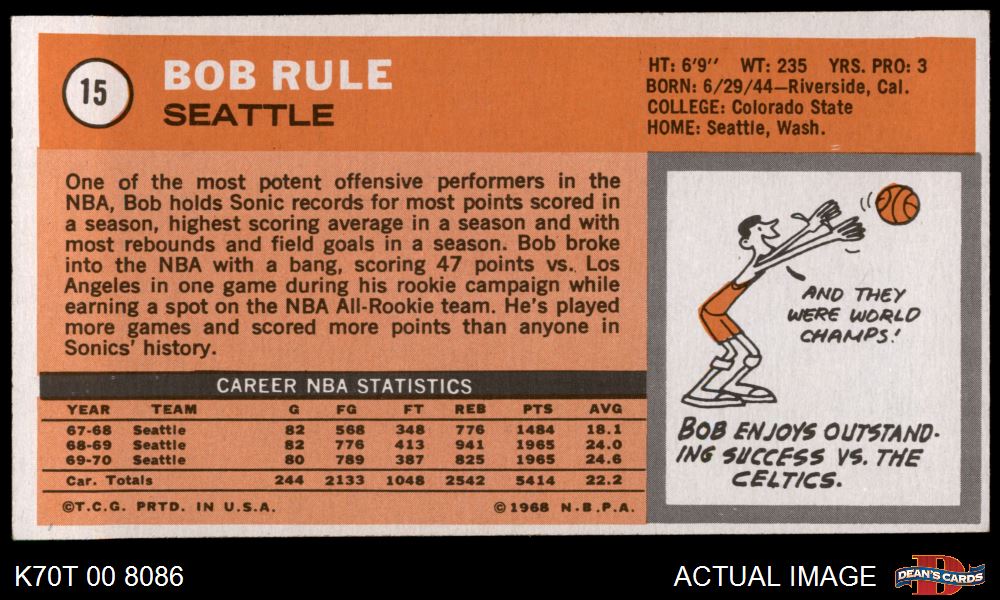 15
BOB RULE
SEATTLE
HT: 6'9'' WT: 235 YRS. PRO: 3
BORN: 6/29/44—Riverside, Cal.
COLLEGE: Colorado State
HOME: Seattle, Wash.
One of the most potent offensive performers in the
NBA, Bob holds Sonic records for most points scored in
a season, highest scoring average in a season and with
most rebounds and field goals in a season. Bob broke
into the NBA with a bang, scoring 47 points vs. Los
Angeles in one game during his rookie campaign while
earning a spot on the NBA All-Rookie team. He's played
more games and scored more points than anyone in
Sonics' history.
CAREER NBA STATISTICS
YEAR TEAM G FG FT REB PTS AVG
67-68 Seattle 82 568 348 776 1484 18.1
68-69 Seattle 82 776 413 941 1965 24.0
69-70 Seattle 80 789 387 825 1965 24.6
Car. Totals 244 2133 1048 2542 5414 22.2
©T.C.G. PRTD. IN U.S.A. ©1968 N.B.P.A.
AND THEY
WERE WORLD
CHAMPS!
BOB ENJOYS OUTSTAND-
ING SUCCESS VS. THE
CELTICS.
K70T 00 8086
ACTUAL IMAGE
D
DEAN'S CARDS